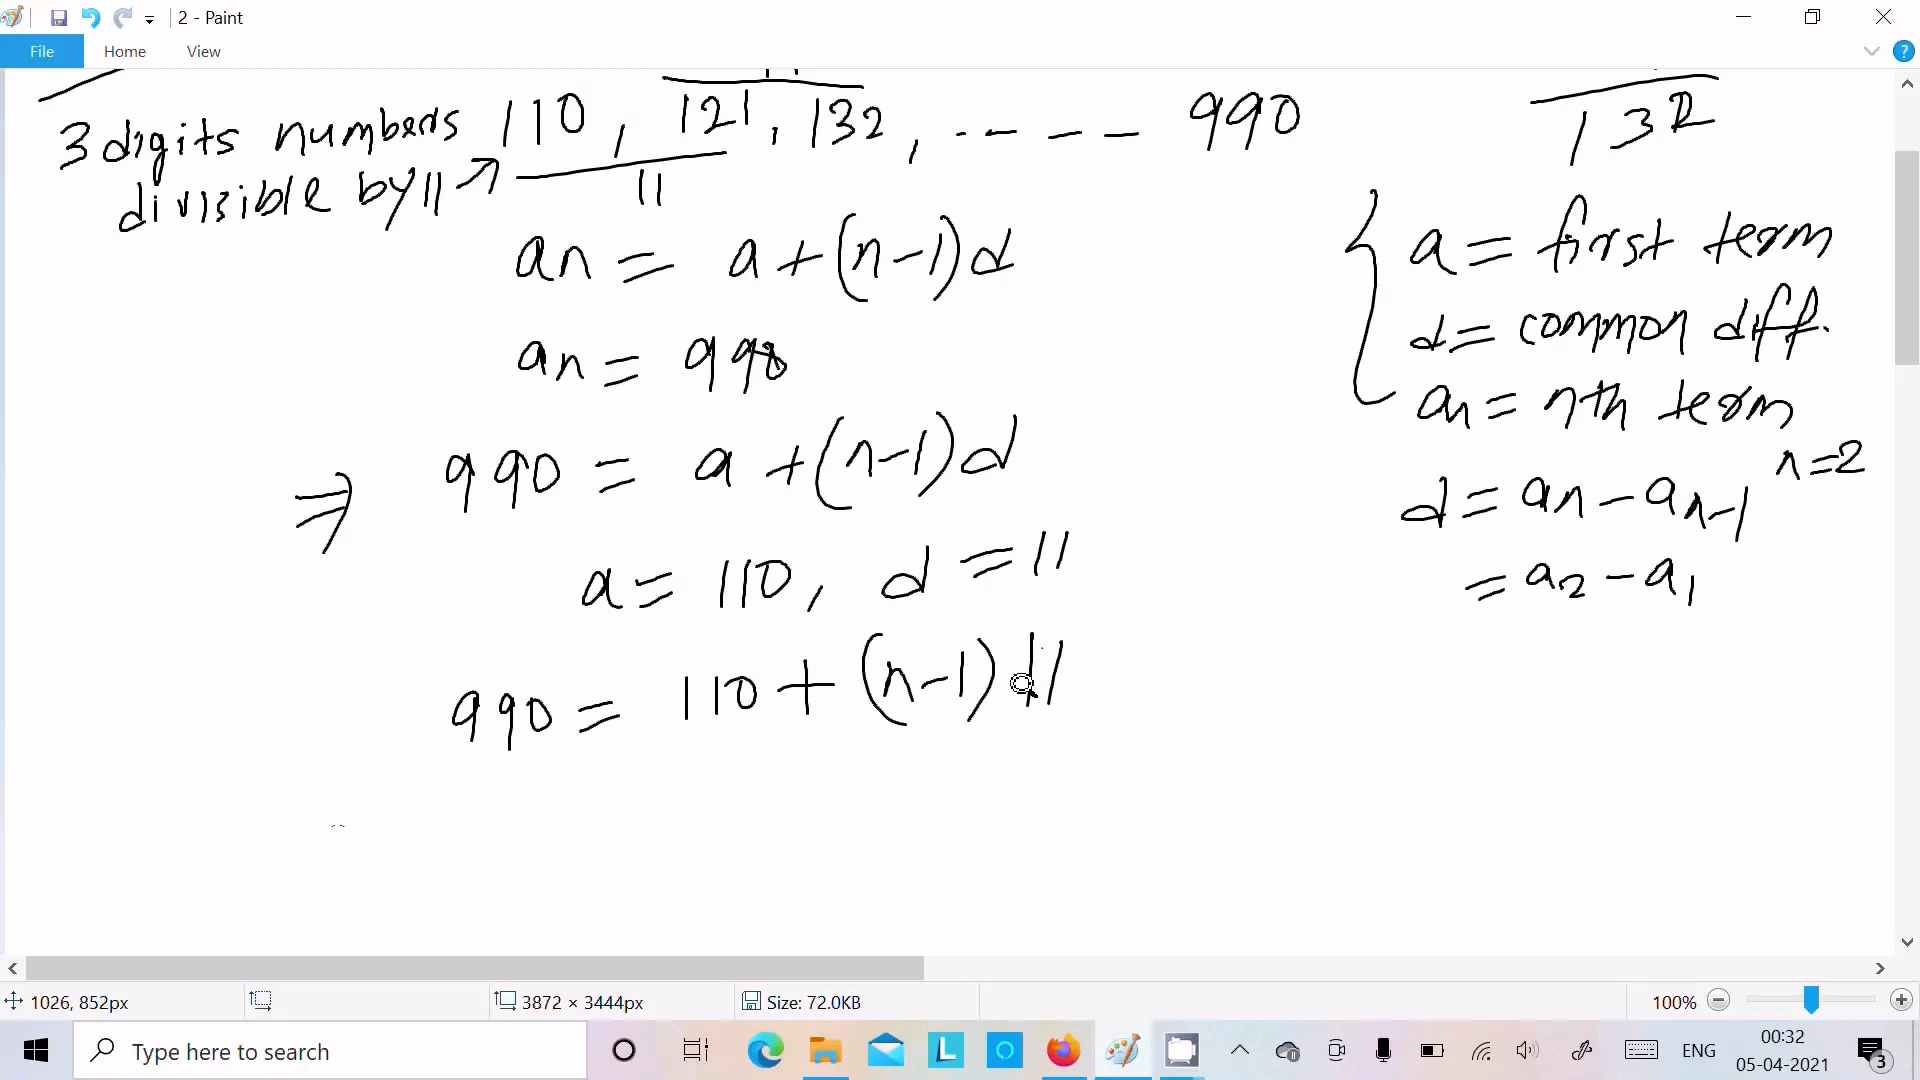 2 - Paint
File Home View
3 digits numbers 110 , 121 , 132 , .- - - - 990
divisible by 11 → 11
132
an = a + (n-1)d
an = 990
⇒ 990 = a + (n-1)d
a = 110, d = 11
990 = 110 + (n-1)11
a = first term
d = common diff.
an = nth term
n=2
d = an - an-1
= a2 - a1
1026, 852px 3872 × 3444px Size: 72.0KB 100%
Type here to search ENG 00:32
05-04-2021 3